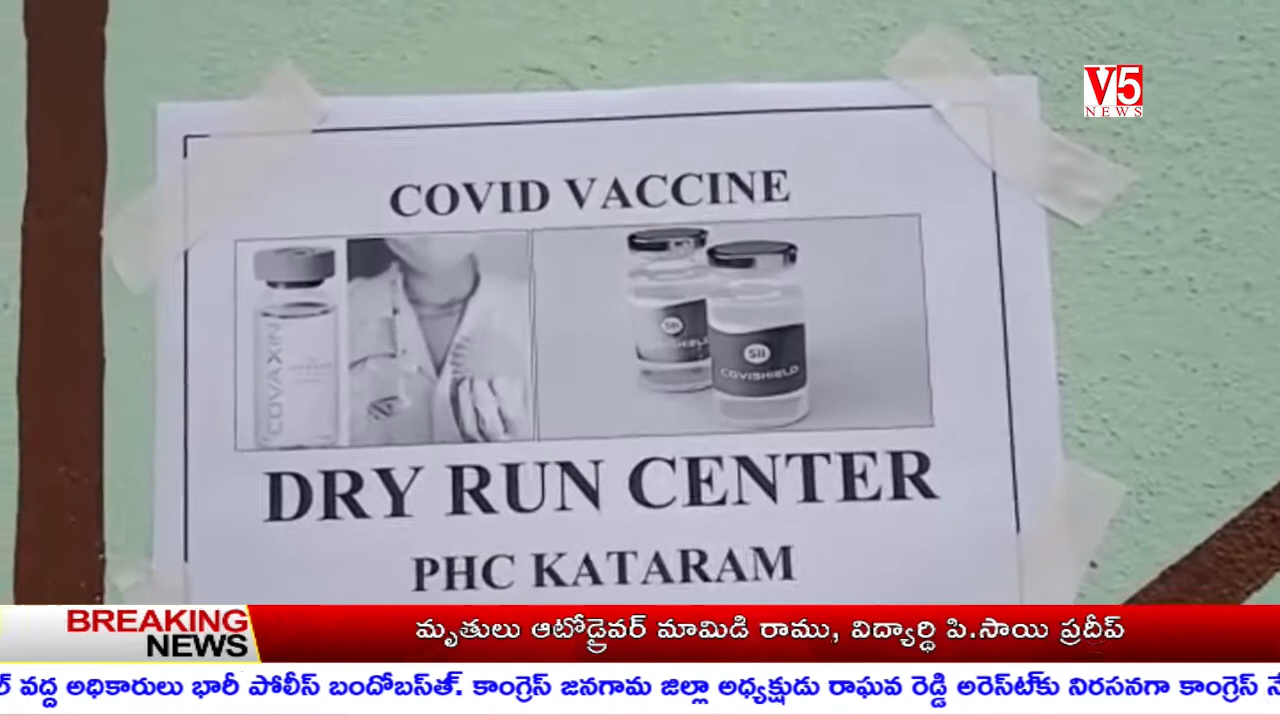 V5
NEWS
COVID VACCINE
COVAXIN
SII
COVISHIELD
SII
COVISHIELD
DRY RUN CENTER
PHC KATARAM
BREAKING
NEWS
మృతులు ఆటోడ్రైవర్ మామిడి రాము, విద్యార్థి పి.సాయి ప్రదీప్
వద్ద అధికారులు భారీ పోలీస్ బందోబస్త్. కాంగ్రెస్ జనగామ జిల్లా అధ్యక్షుడు రాఘవ రెడ్డి అరెస్ట్‌కు నిరసనగా కాంగ్రెస్